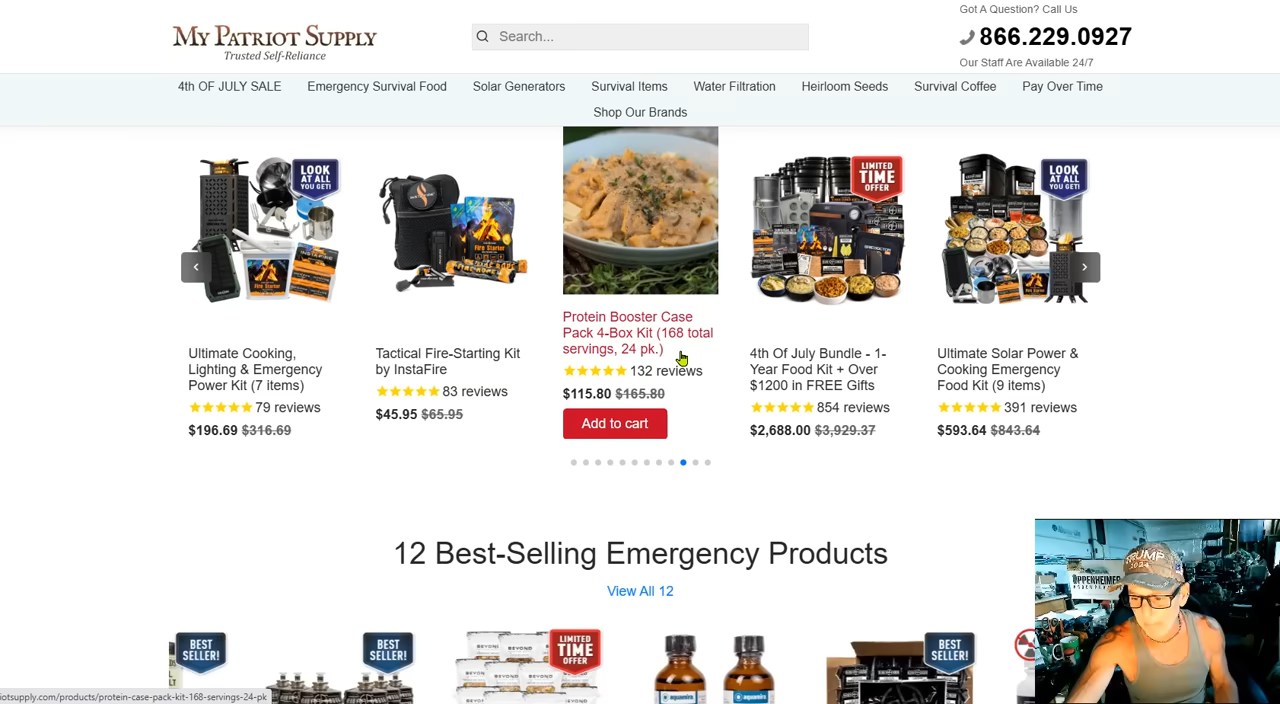 MY PATRIOT SUPPLY
Trusted Self-Reliance
Search...
Got A Question? Call Us
866.229.0927
Our Staff Are Available 24/7
4th OF JULY SALE
Emergency Survival Food
Solar Generators
Survival Items
Water Filtration
Heirloom Seeds
Survival Coffee
Pay Over Time
Shop Our Brands
LOOK
AT ALL
YOU GET!
Ultimate Cooking,
Lighting & Emergency
Power Kit (7 items)
79 reviews
$196.69 $316.69
Tactical Fire-Starting Kit
by InstaFire
83 reviews
$45.95 $65.95
Protein Booster Case
Pack 4-Box Kit (168 total
servings, 24 pk.)
132 reviews
$115.80 $165.80
Add to cart
LIMITED
TIME
OFFER
4th Of July Bundle - 1-
Year Food Kit + Over
$1200 in FREE Gifts
854 reviews
$2,688.00 $3,929.37
LOOK
AT ALL
YOU GET!
Ultimate Solar Power &
Cooking Emergency
Food Kit (9 items)
391 reviews
$593.64 $843.64
12 Best-Selling Emergency Products
View All 12
BEST
SELLER!
BEST
SELLER!
LIMITED
TIME
OFFER
BEYOND
BEYOND
BEYOND
aquamira
aquamira
BEST
SELLER!
TRUMP
2024
OPPENHEIMER
iotsupply.com/products/protein-case-pack-kit-168-servings-24-pk